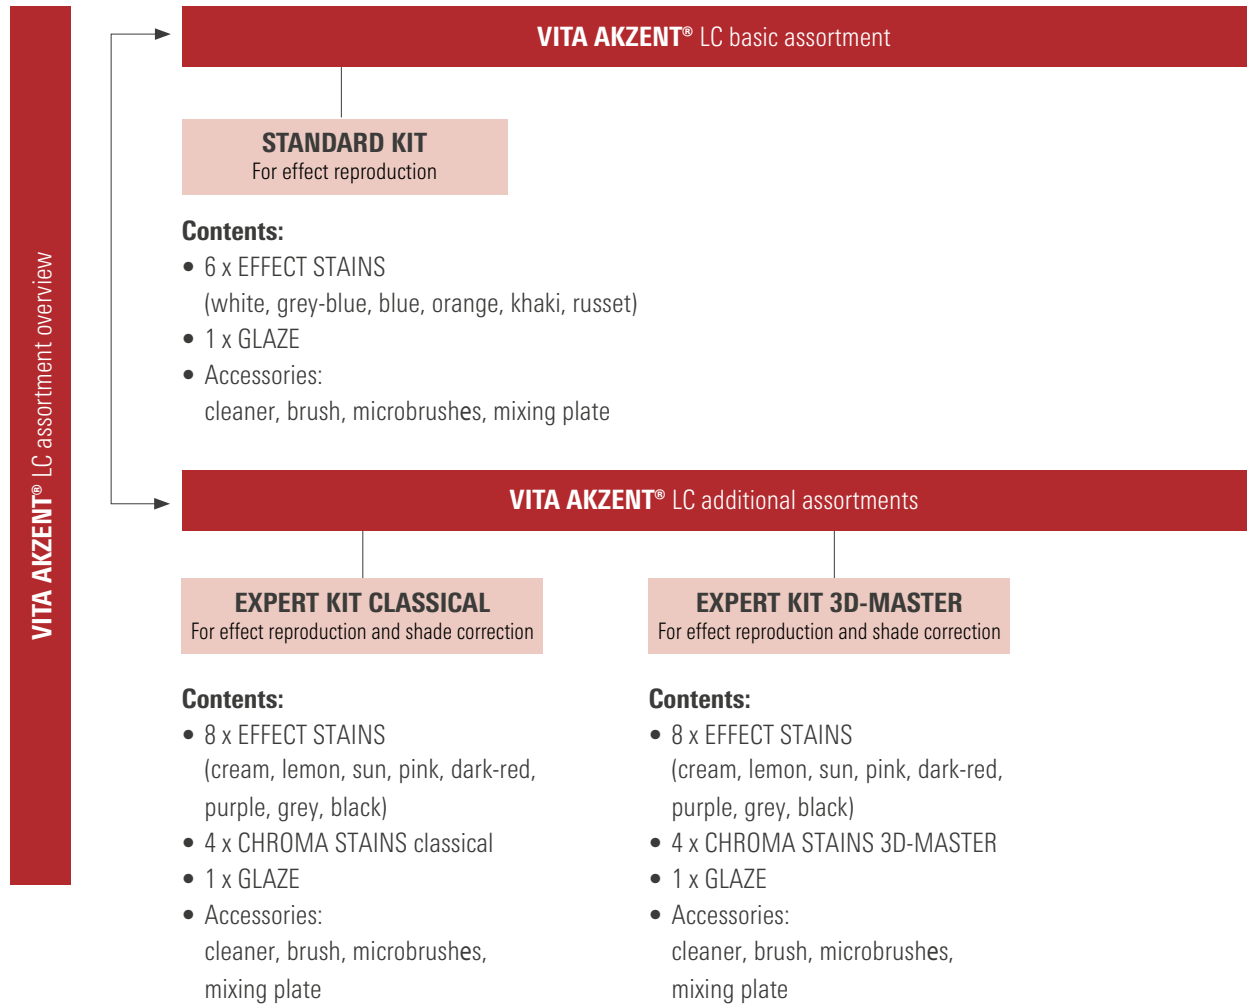 VITA AKZENT® LC assortment overview
VITA AKZENT® LC basic assortment
STANDARD KIT
For effect reproduction
Contents:
• 6 x EFFECT STAINS
(white, grey-blue, blue, orange, khaki, russet)
• 1 x GLAZE
• Accessories:
cleaner, brush, microbrushes, mixing plate
VITA AKZENT® LC additional assortments
EXPERT KIT CLASSICAL
For effect reproduction and shade correction
Contents:
• 8 x EFFECT STAINS
(cream, lemon, sun, pink, dark-red,
purple, grey, black)
• 4 x CHROMA STAINS classical
• 1 x GLAZE
• Accessories:
cleaner, brush, microbrushes,
mixing plate
EXPERT KIT 3D-MASTER
For effect reproduction and shade correction
Contents:
• 8 x EFFECT STAINS
(cream, lemon, sun, pink, dark-red,
purple, grey, black)
• 4 x CHROMA STAINS 3D-MASTER
• 1 x GLAZE
• Accessories:
cleaner, brush, microbrushes,
mixing plate